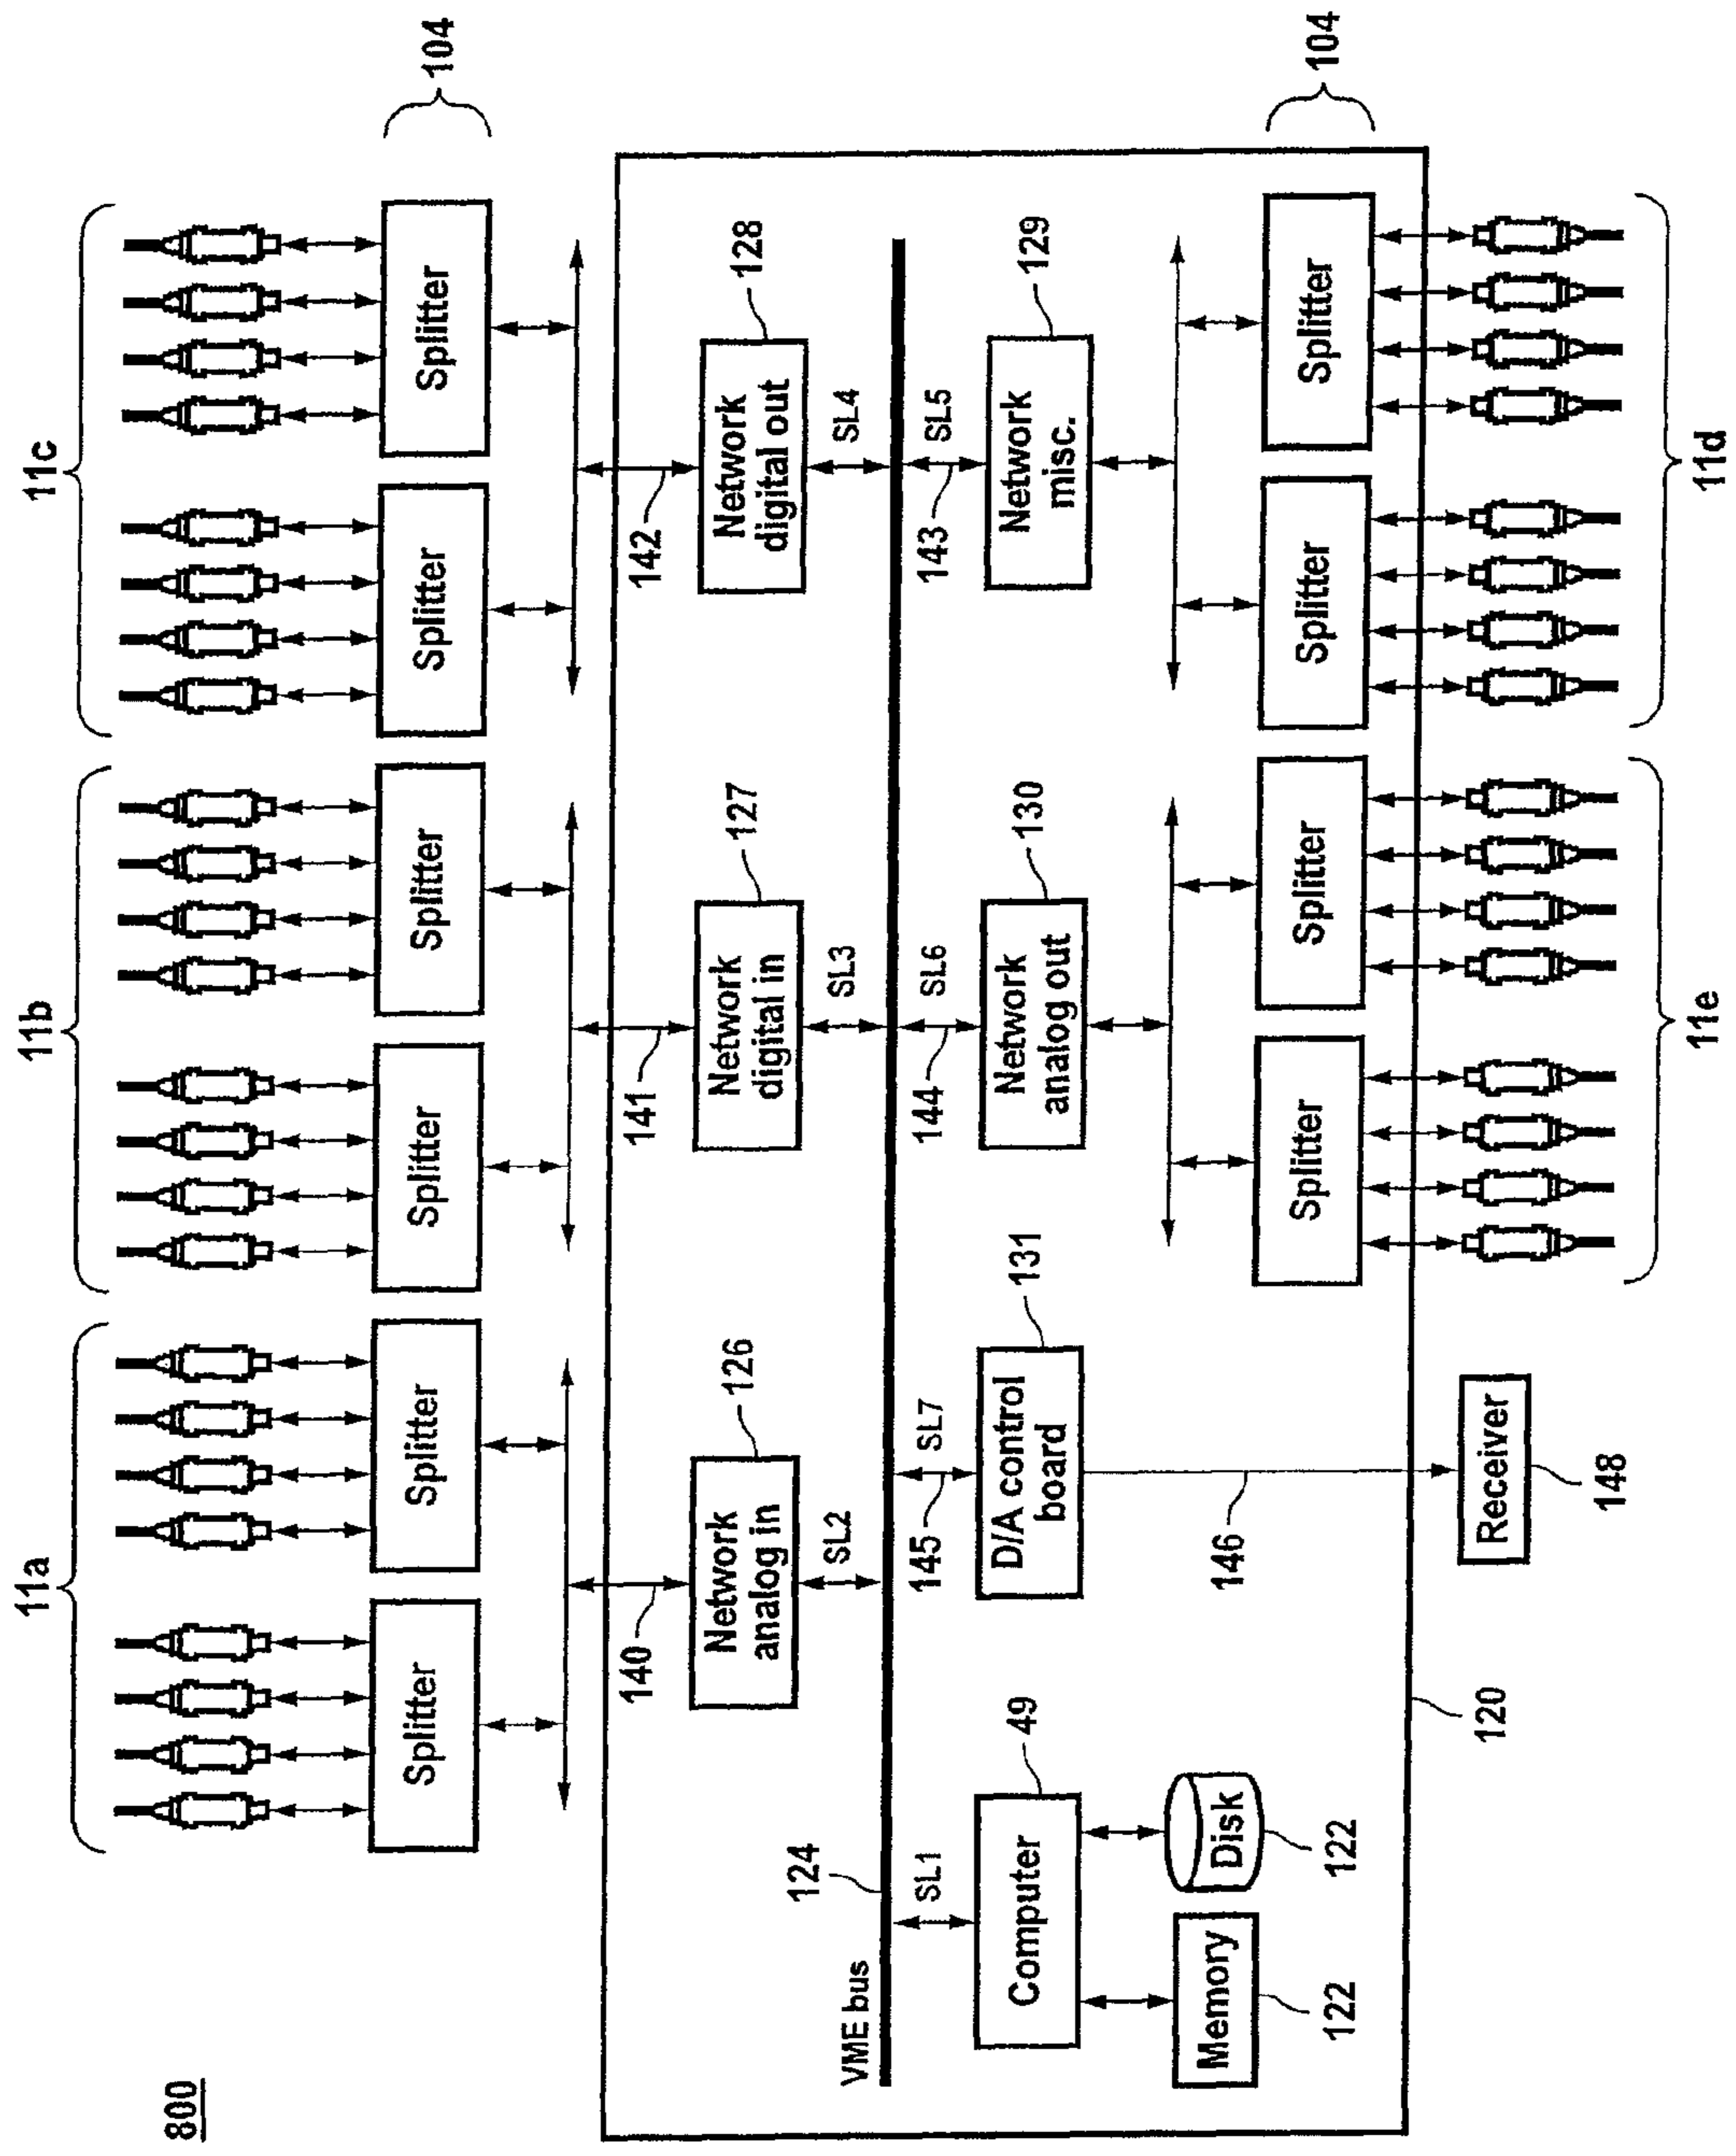 800
11a
11b
11c
104
Splitter
Splitter
Splitter
Splitter
Splitter
Splitter
140
141
142
Network
analog in
126
Network
digital in
127
Network
digital out
128
SL2
SL3
SL4
VME bus
124
SL1
145
SL7
144
SL6
143
SL5
Computer
49
D/A control
board
131
Network
analog out
130
Network
misc.
129
Memory
122
Disk
122
146
Splitter
Splitter
Splitter
Splitter
104
120
Receiver
148
11e
11d